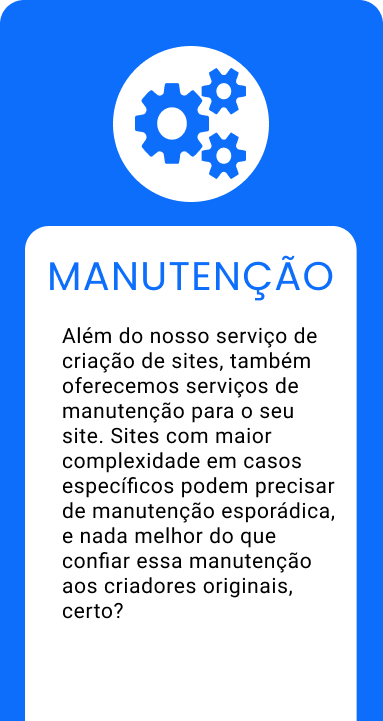 MANUTENÇÃO
Além do nosso serviço de
criação de sites, também
oferecemos serviços de
manutenção para o seu
site. Sites com maior
complexidade em casos
específicos podem precisar
de manutenção esporádica,
e nada melhor do que
confiar essa manutenção
aos criadores originais,
certo?